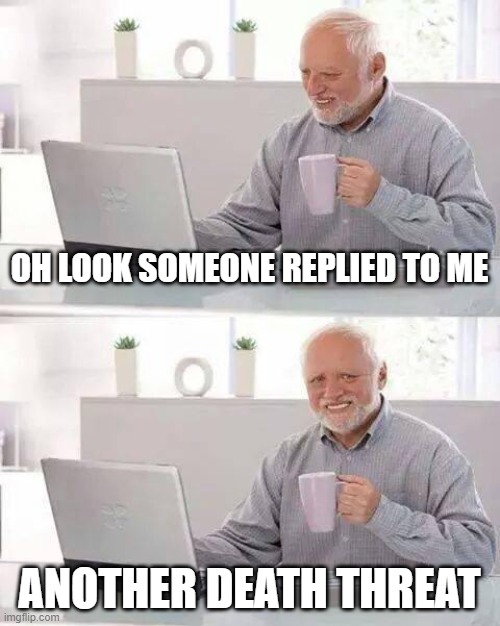 OH LOOK SOMEONE REPLIED TO ME
ANOTHER DEATH THREAT
imgflip.com